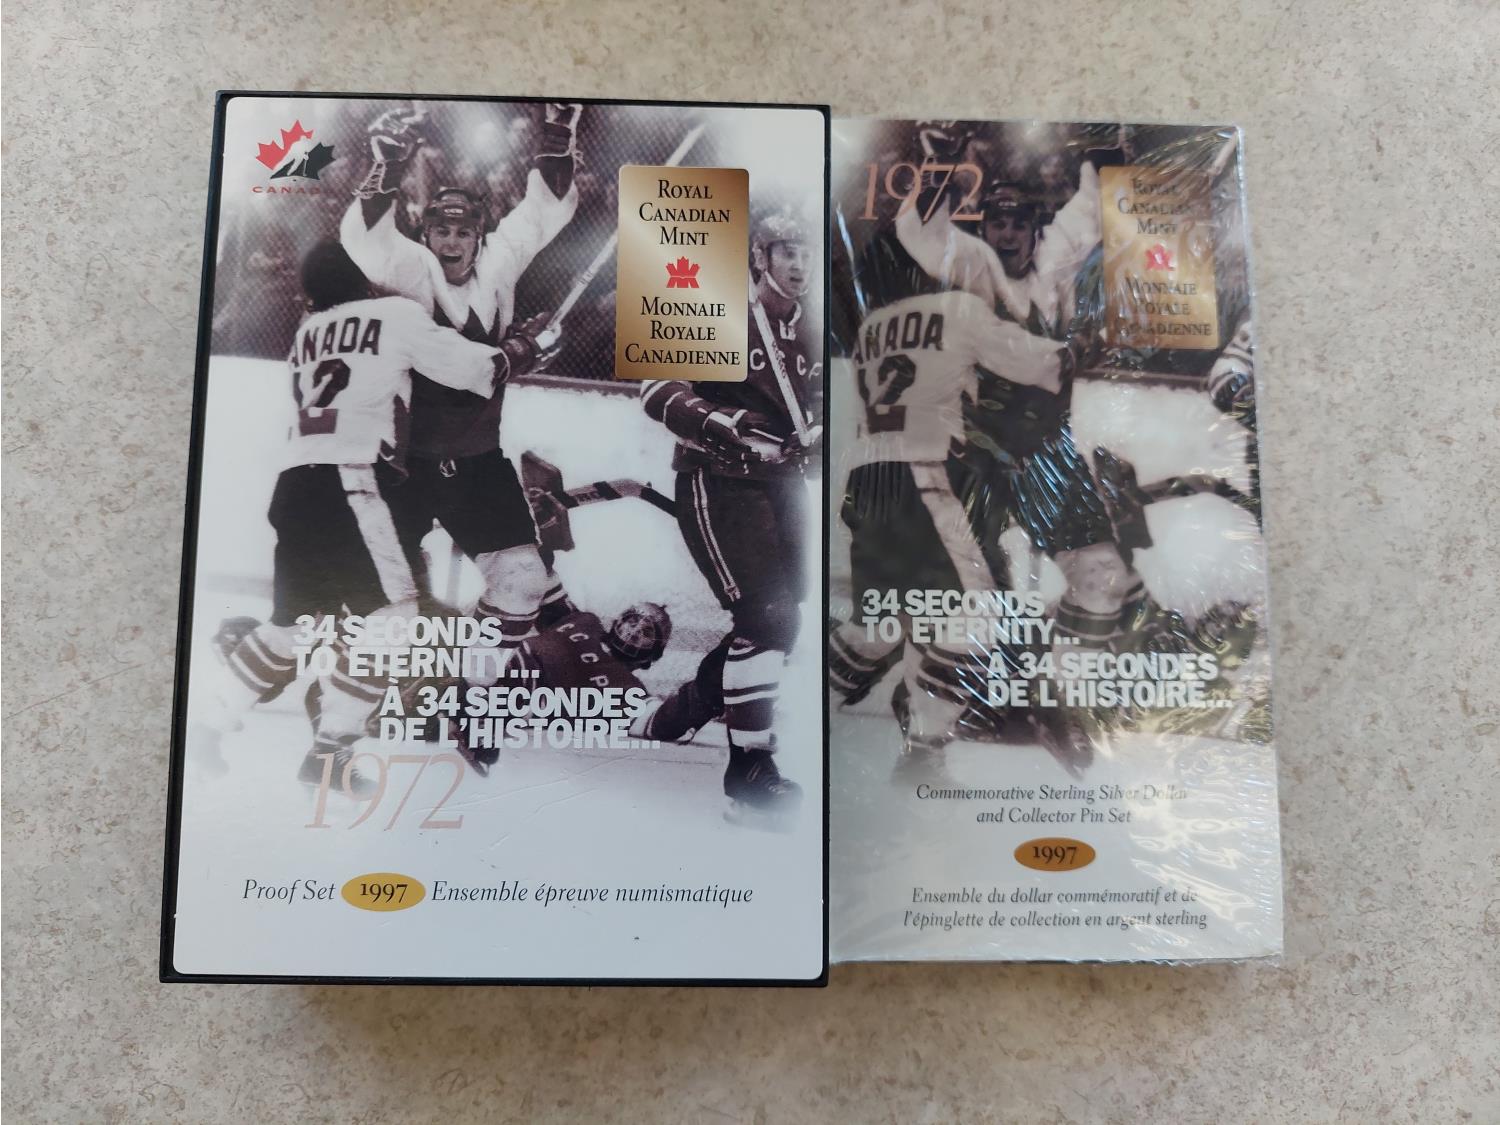 CANADA
ROYAL
CANADIAN
MINT
MONNAIE
ROYALE
CANADIENNE
ANADA
12
C C P
34 SECONDS
TO ETERNITY...
À 34 SECONDES
DE L'HISTOIRE...
1972
C C P
Proof Set 1997 Ensemble épreuve numismatique
1972
ROYAL
CANADIAN
MINT
MONNAIE
ROYALE
CANADIENNE
ANADA
2
34 SECONDS
TO ETERNITY...
À 34 SECONDES
DE L'HISTOIRE...
Commemorative Sterling Silver Dollar
and Collector Pin Set
1997
Ensemble du dollar commémoratif et de
l'épinglette de collection en argent sterling